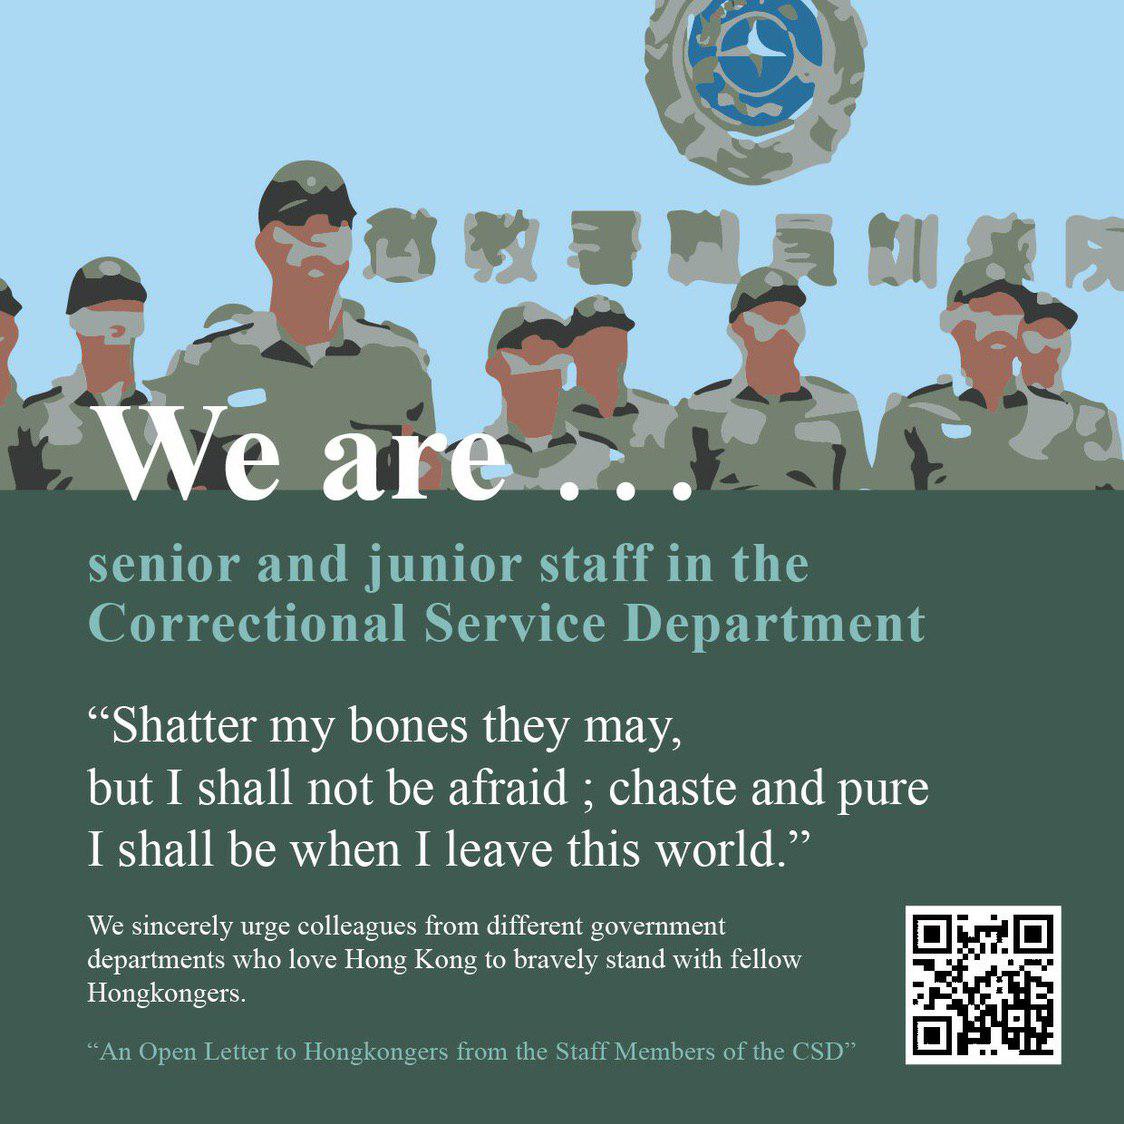 We are . . .
senior and junior staff in the
Correctional Service Department
“Shatter my bones they may,
but I shall not be afraid ; chaste and pure
I shall be when I leave this world.”
We sincerely urge colleagues from different government
departments who love Hong Kong to bravely stand with fellow
Hongkongers.
“An Open Letter to Hongkongers from the Staff Members of the CSD”